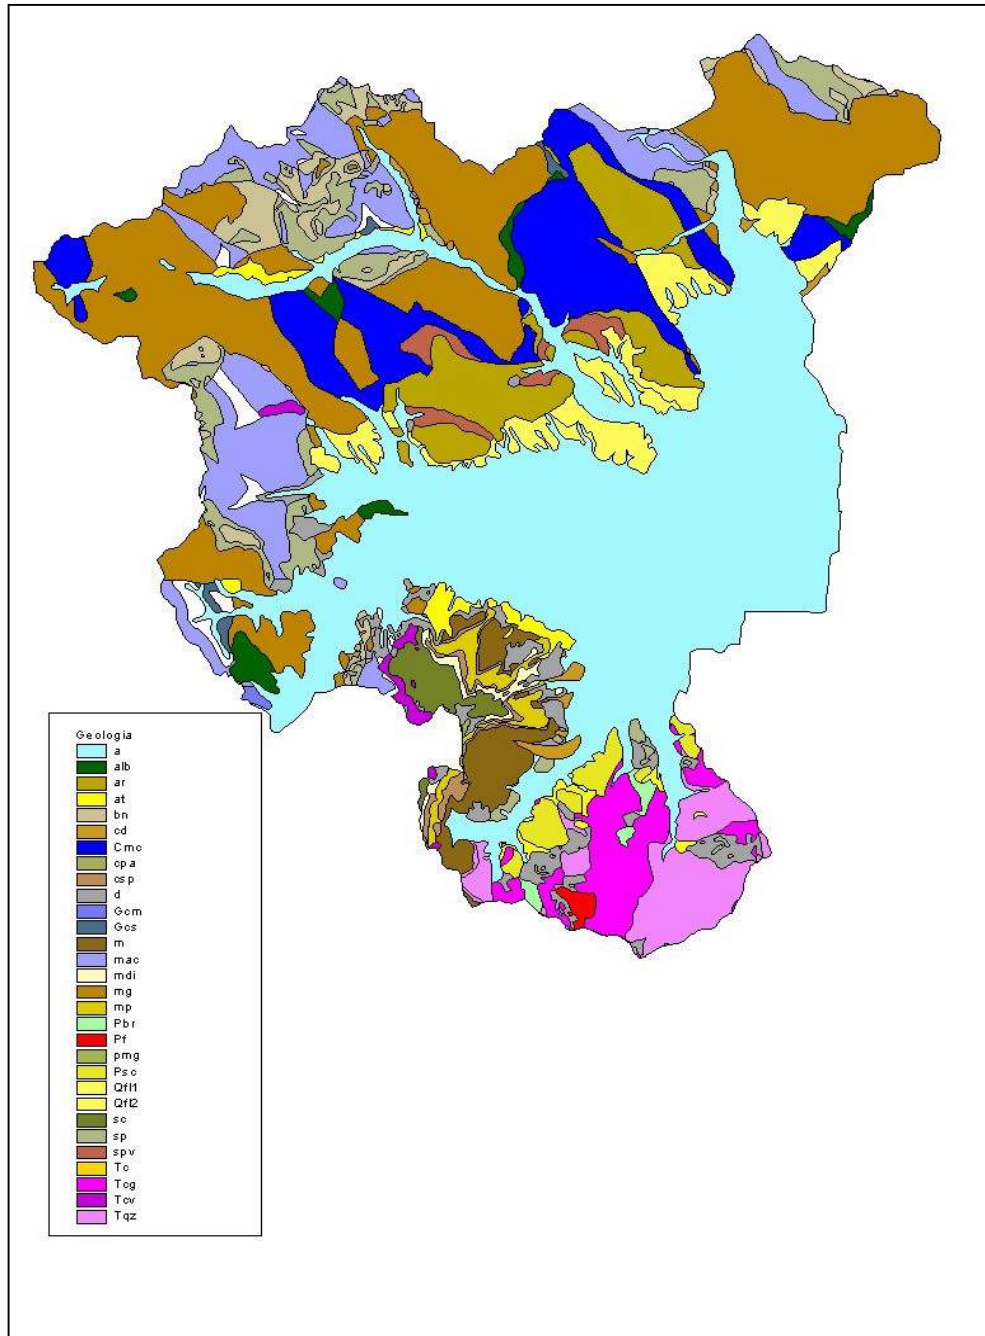 Geologia
a
alb
ar
at
bn
cd
Cmc
cpa
csp
d
Gcm
Gcs
m
mac
mdi
mg
mp
Pbr
Pf
pmg
Psc
Qfl1
Qfl2
sc
sp
spv
Tc
Tcg
Tcv
Tqz